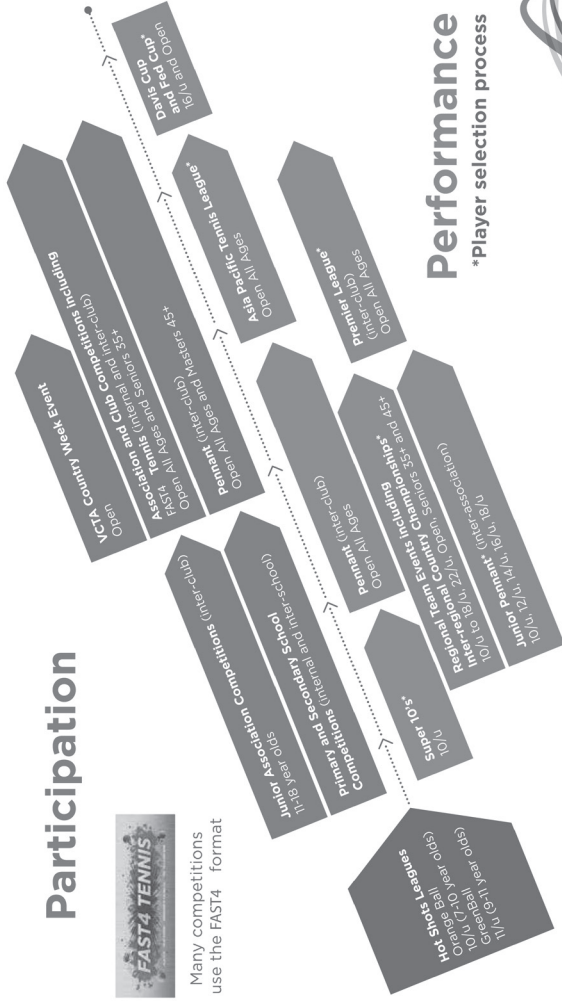 Participation
FAST4 TENNIS
Many competitions
use the FAST4 format
Hot Shots Leagues
Orange Ball
10/u (7-10 year olds)
GreenBall
11/u (9-11 year olds)
Junior Association Competitions (inter-club)
11-18 year olds
Primary and Secondary School
Competitions (internal and inter-school)
Super 10's*
10/u
VCTA Country Week Event
Open
Association and Club Competitions including
Association Tennis (internal and inter-club)
FAST4 Open All Ages and Seniors 35+
Pennant (inter-club)
Open All Ages and Masters 45+
Pennant (inter-club)
Open All Ages
Regional Team Events including
Inter-regional Country Championships*
10/u to 18/u, 22/u, Open, Seniors 35+ and 45+
Junior Pennant* (inter-association)
10/u, 12/u, 14/u, 16/u, 18/u
Asia Pacific Tennis League*
Open All Ages
Premier League*
(inter-club)
Open All Ages
Davis Cup
and Fed Cup*
16/u and Open
Performance
*Player selection process